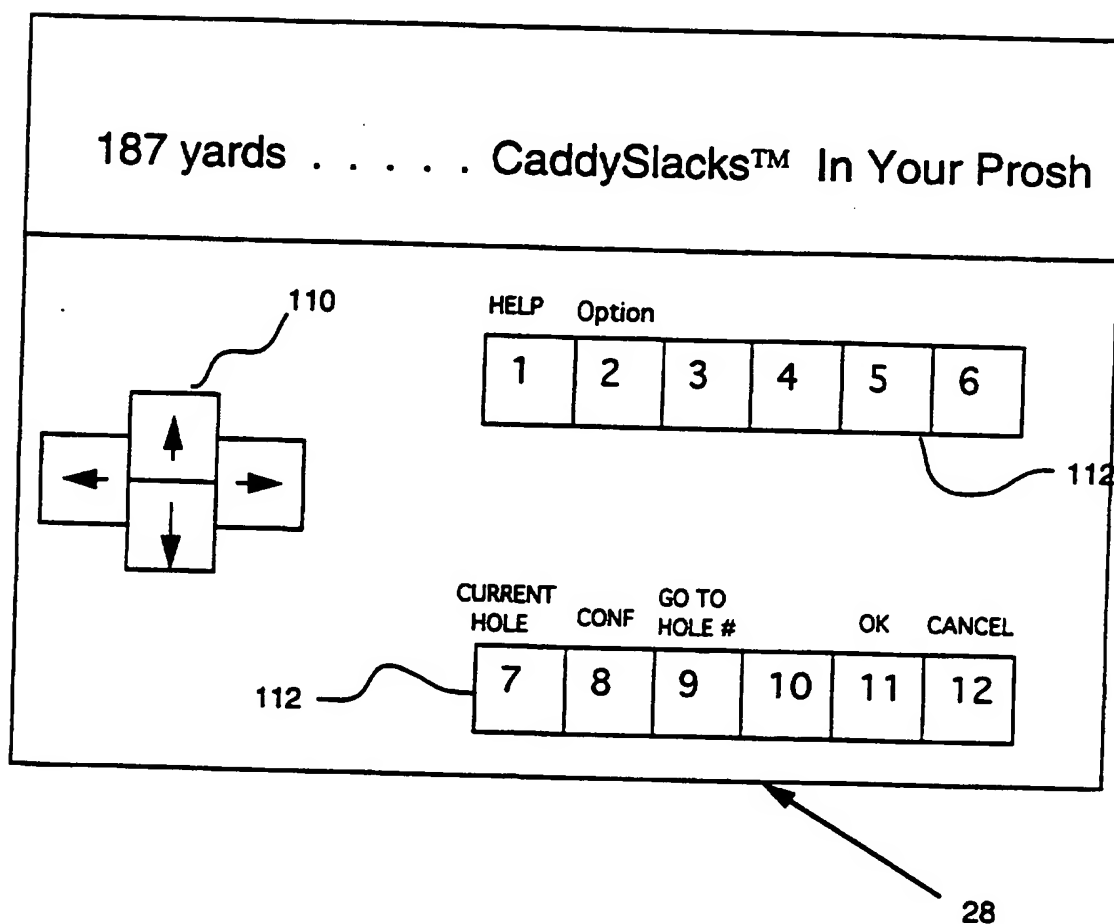 187 yards . . . . . CaddySlacks™ In Your Prosh
110
HELP Option
1 2 3 4 5 6
112
CURRENT HOLE CONF GO TO HOLE # OK CANCEL
112 7 8 9 10 11 12
28